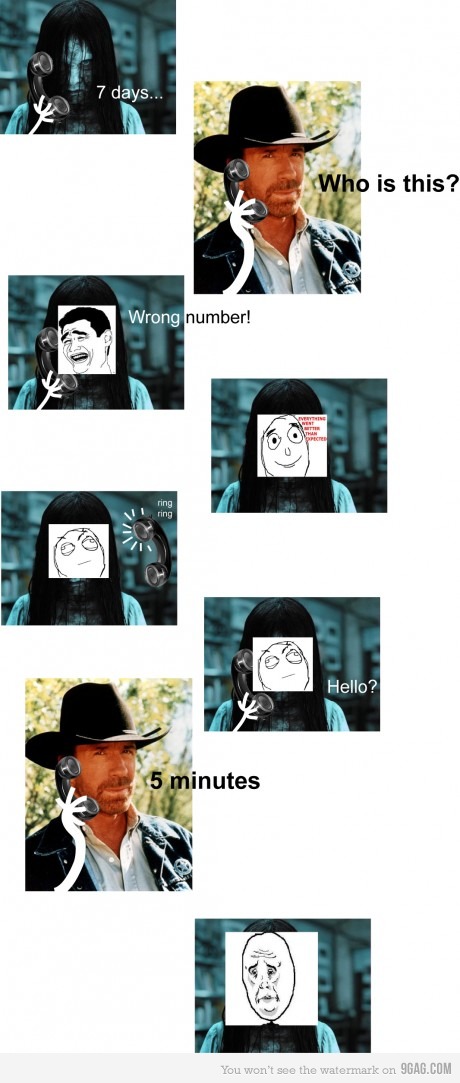 7 days...
Who is this?
Wrong number!
EVERYTHING
WENT
BETTER
THAN
EXPECTED
ring
ring
Hello?
5 minutes
You won't see the watermark on 9GAG.COM